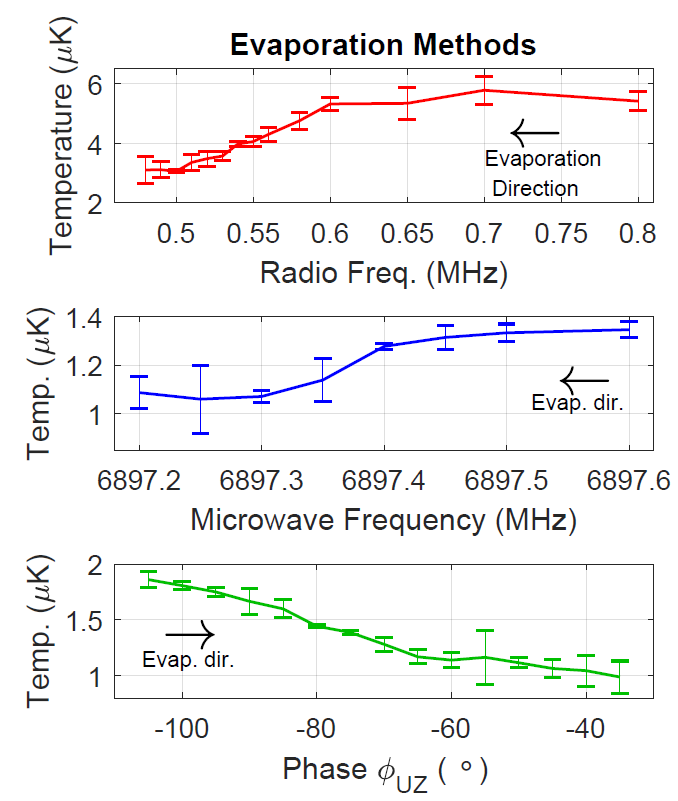 Evaporation Methods
Temperature (μK)
6
4
2
Evaporation
Direction
0.5 0.55 0.6 0.65 0.7 0.75 0.8
Radio Freq. (MHz)
Temp. (μK)
1.4
1.2
1
Evap. dir.
6897.2 6897.3 6897.4 6897.5 6897.6
Microwave Frequency (MHz)
Temp. (μK)
2
1.5
1
Evap. dir.
-100 -80 -60 -40
Phase ϕUZ ( ° )